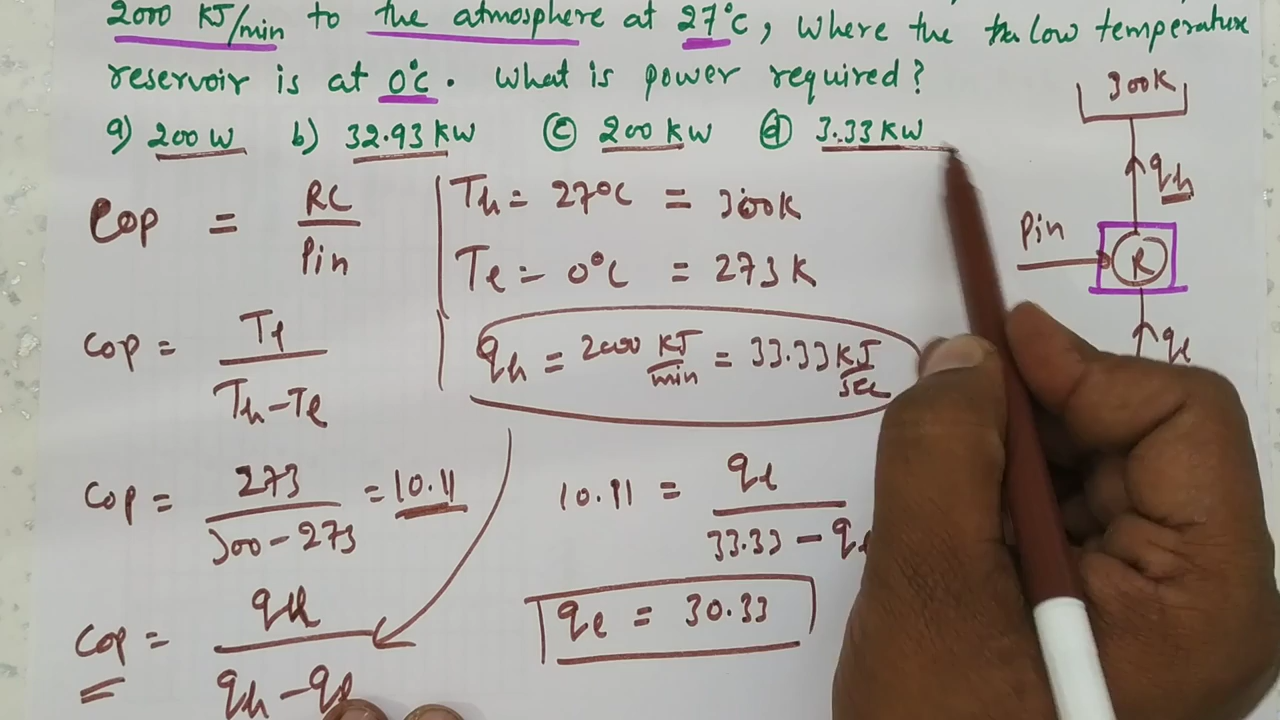 2000 KJ/min to the atmosphere at 27°C, where the low temperature
reservoir is at 0°C. What is power required?
a) 200 W b) 32.93 KW c) 200 KW d) 3.33 KW
300K
qh
Pin
R
qe
Cop = RC / Pin
Cop = Tl / Th - Te
Cop = 273 / 300 - 273 = 10.11
Cop = / qh - qe
Th = 27°C = 300K
Te = 0°C = 273 K
qh = 2000 KJ/min = 33.33 KJ/sec
10.11 = qe / 33.33 -
qe = 30.33